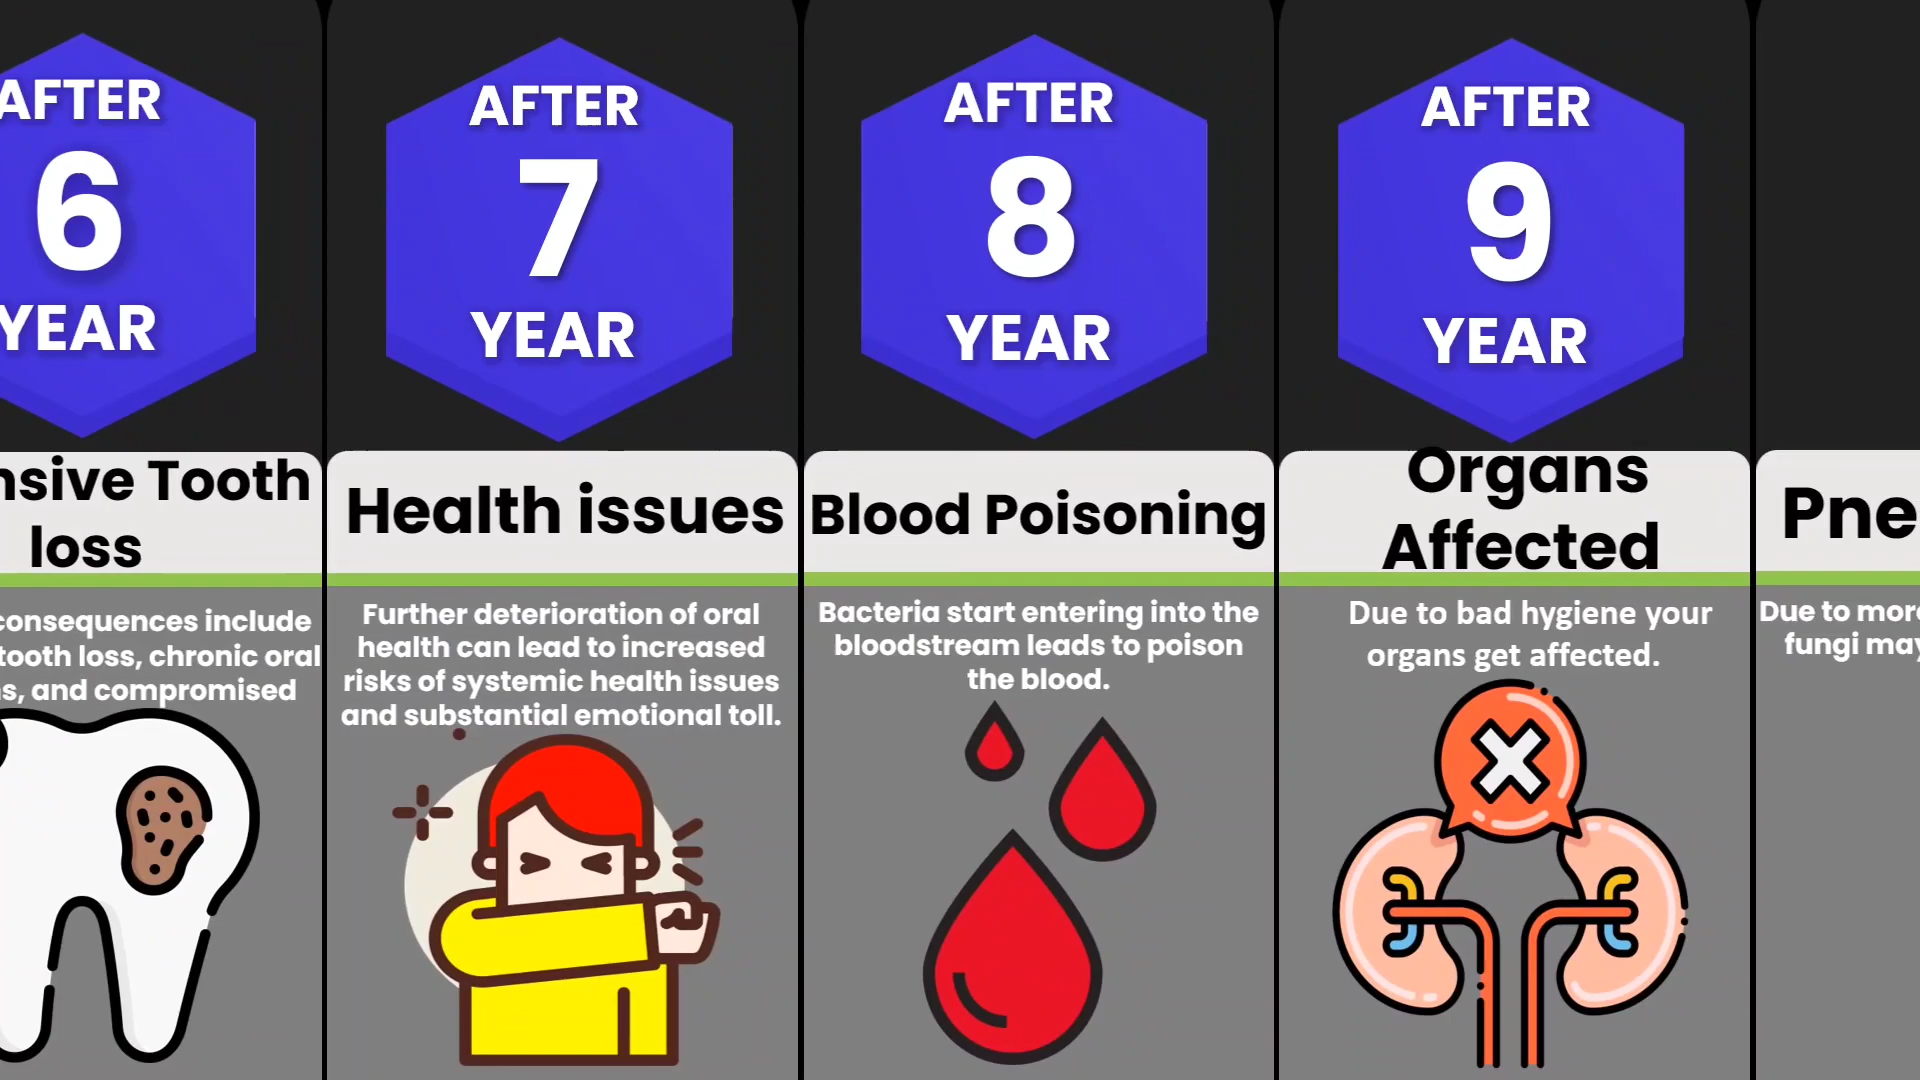 AFTER
6
YEAR
nsive Tooth
loss
consequences include
tooth loss, chronic oral
s, and compromised
AFTER
7
YEAR
Health issues
Further deterioration of oral
health can lead to increased
risks of systemic health issues
and substantial emotional toll.
AFTER
8
YEAR
Blood Poisoning
Bacteria start entering into the
bloodstream leads to poison
the blood.
AFTER
9
YEAR
Organs
Affected
Due to bad hygiene your
organs get affected.
Pne
Due to more
fungi may